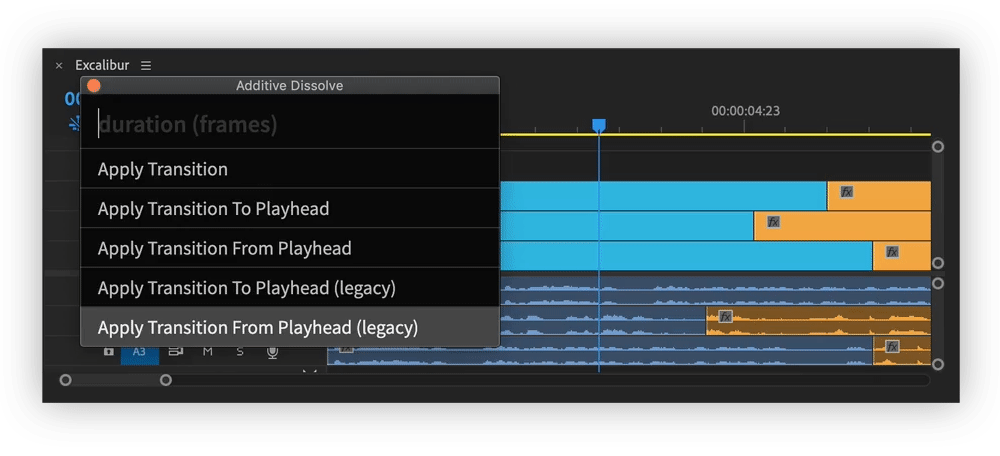 × Excalibur ≡
Additive Dissolve
00
00:00:04:23
duration (frames)
Apply Transition
Apply Transition To Playhead
fx
fx
Apply Transition From Playhead
fx
Apply Transition To Playhead (legacy)
Apply Transition From Playhead (legacy)
fx
A3 M S
fx
fx